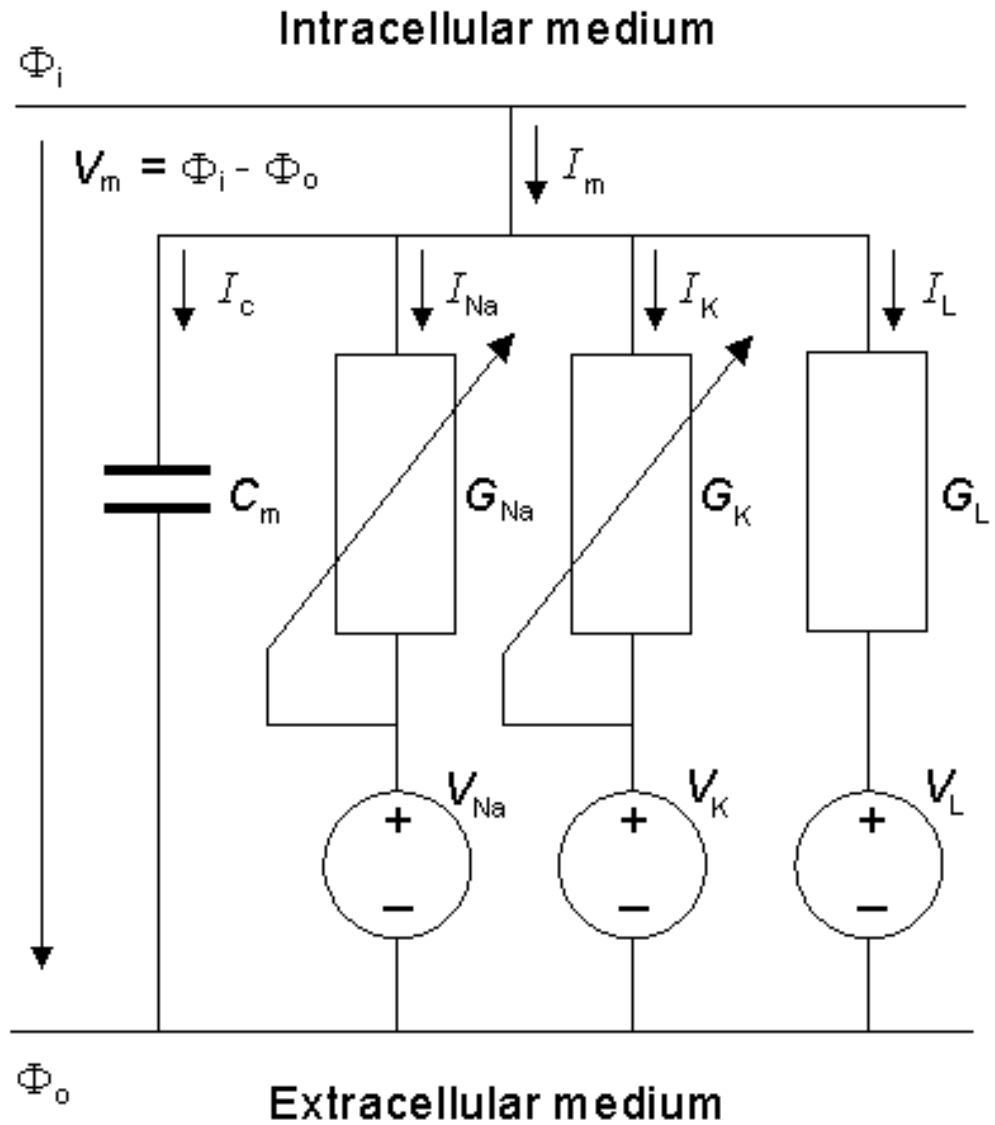 Intracellular medium
Φi
Vm = Φi - Φo
Im
Ic
INa
IK
IL
Cm
GNa
GK
GL
VNa
VK
VL
+
+
+
−
−
−
Φo
Extracellular medium